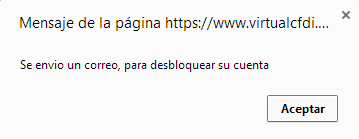 Mensaje de la página https://www.virtualcfdi....
Se envio un correo, para desbloquear su cuenta
Aceptar